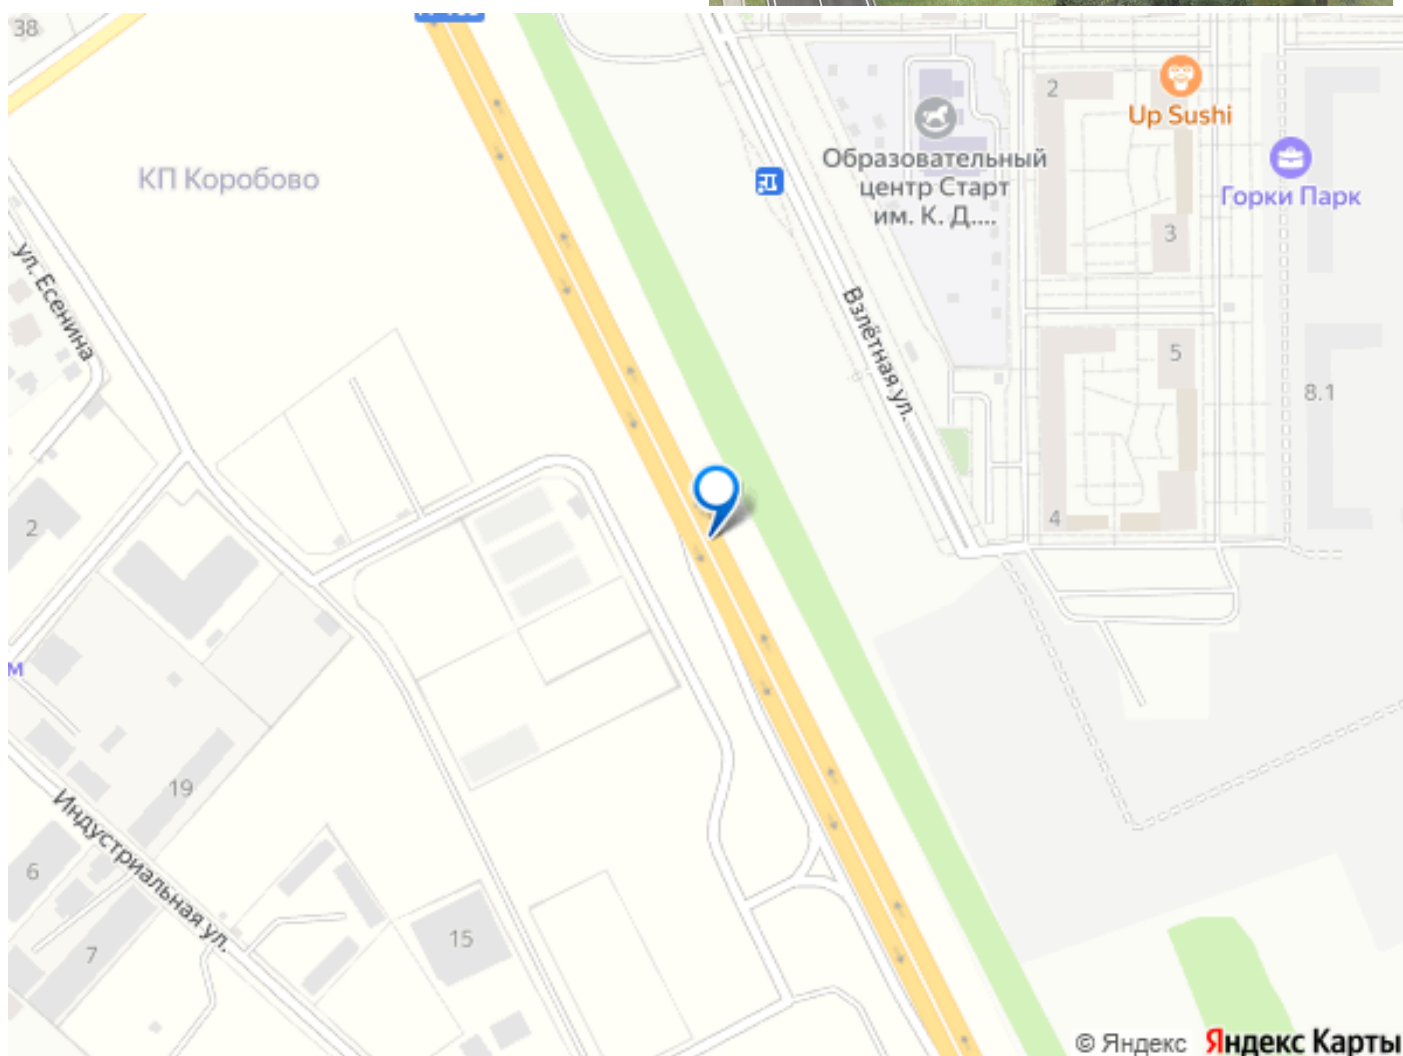 38
2
Up Sushi
Образовательный
центр Старт
им. К. Д....
КП Коробово
Горки Парк
3
ул. Есенина
Взлётная ул.
5
8.1
2
4
м
19
Индустриальная ул.
6
15
7
© Яндекс Яндекс Карты